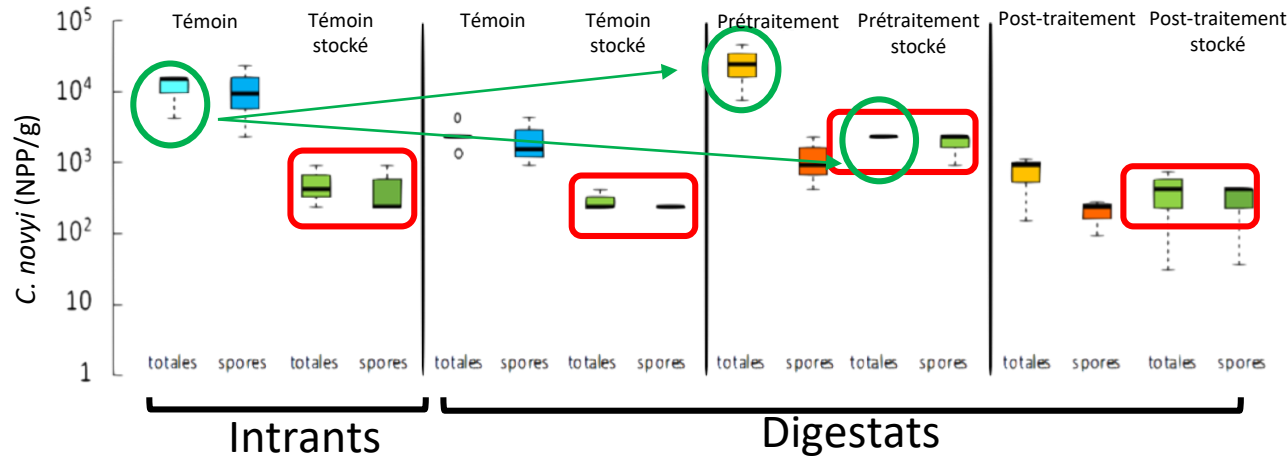 C. novyi (NPP/g)
10⁵
10⁴
10³
10²
10
1
Témoin
Témoin
stocké
Témoin
Témoin
stocké
Prétraitement
Prétraitement
stocké
Post-traitement
Post-traitement
stocké
totales spores totales spores totales spores totales spores totales spores totales spores totales spores totales spores
Intrants
Digestats